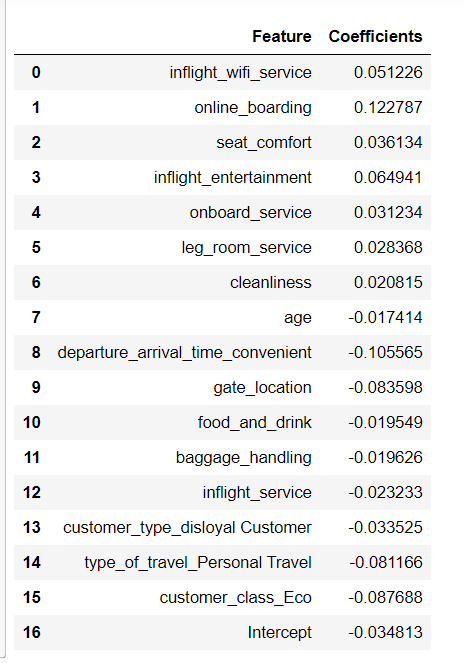 Feature Coefficients
0 inflight_wifi_service 0.051226
1 online_boarding 0.122787
2 seat_comfort 0.036134
3 inflight_entertainment 0.064941
4 onboard_service 0.031234
5 leg_room_service 0.028368
6 cleanliness 0.020815
7 age -0.017414
8 departure_arrival_time_convenient -0.105565
9 gate_location -0.083598
10 food_and_drink -0.019549
11 baggage_handling -0.019626
12 inflight_service -0.023233
13 customer_type_disloyal Customer -0.033525
14 type_of_travel_Personal Travel -0.081166
15 customer_class_Eco -0.087688
16 Intercept -0.034813